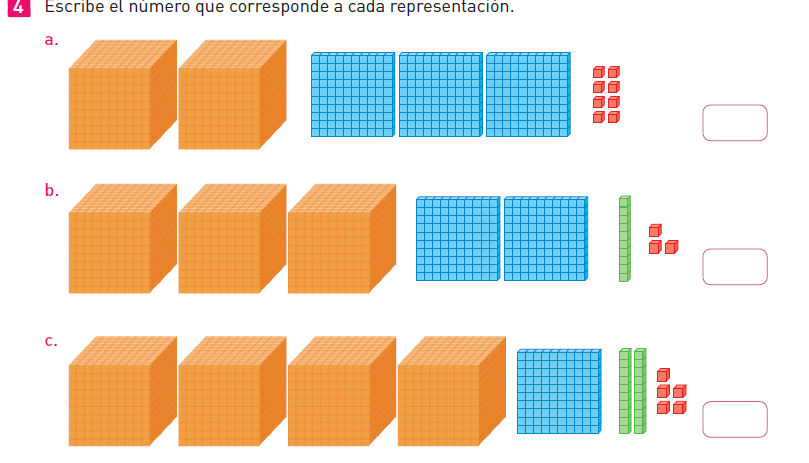 4 Escribe el número que corresponde a cada representación.
a.
b.
c.